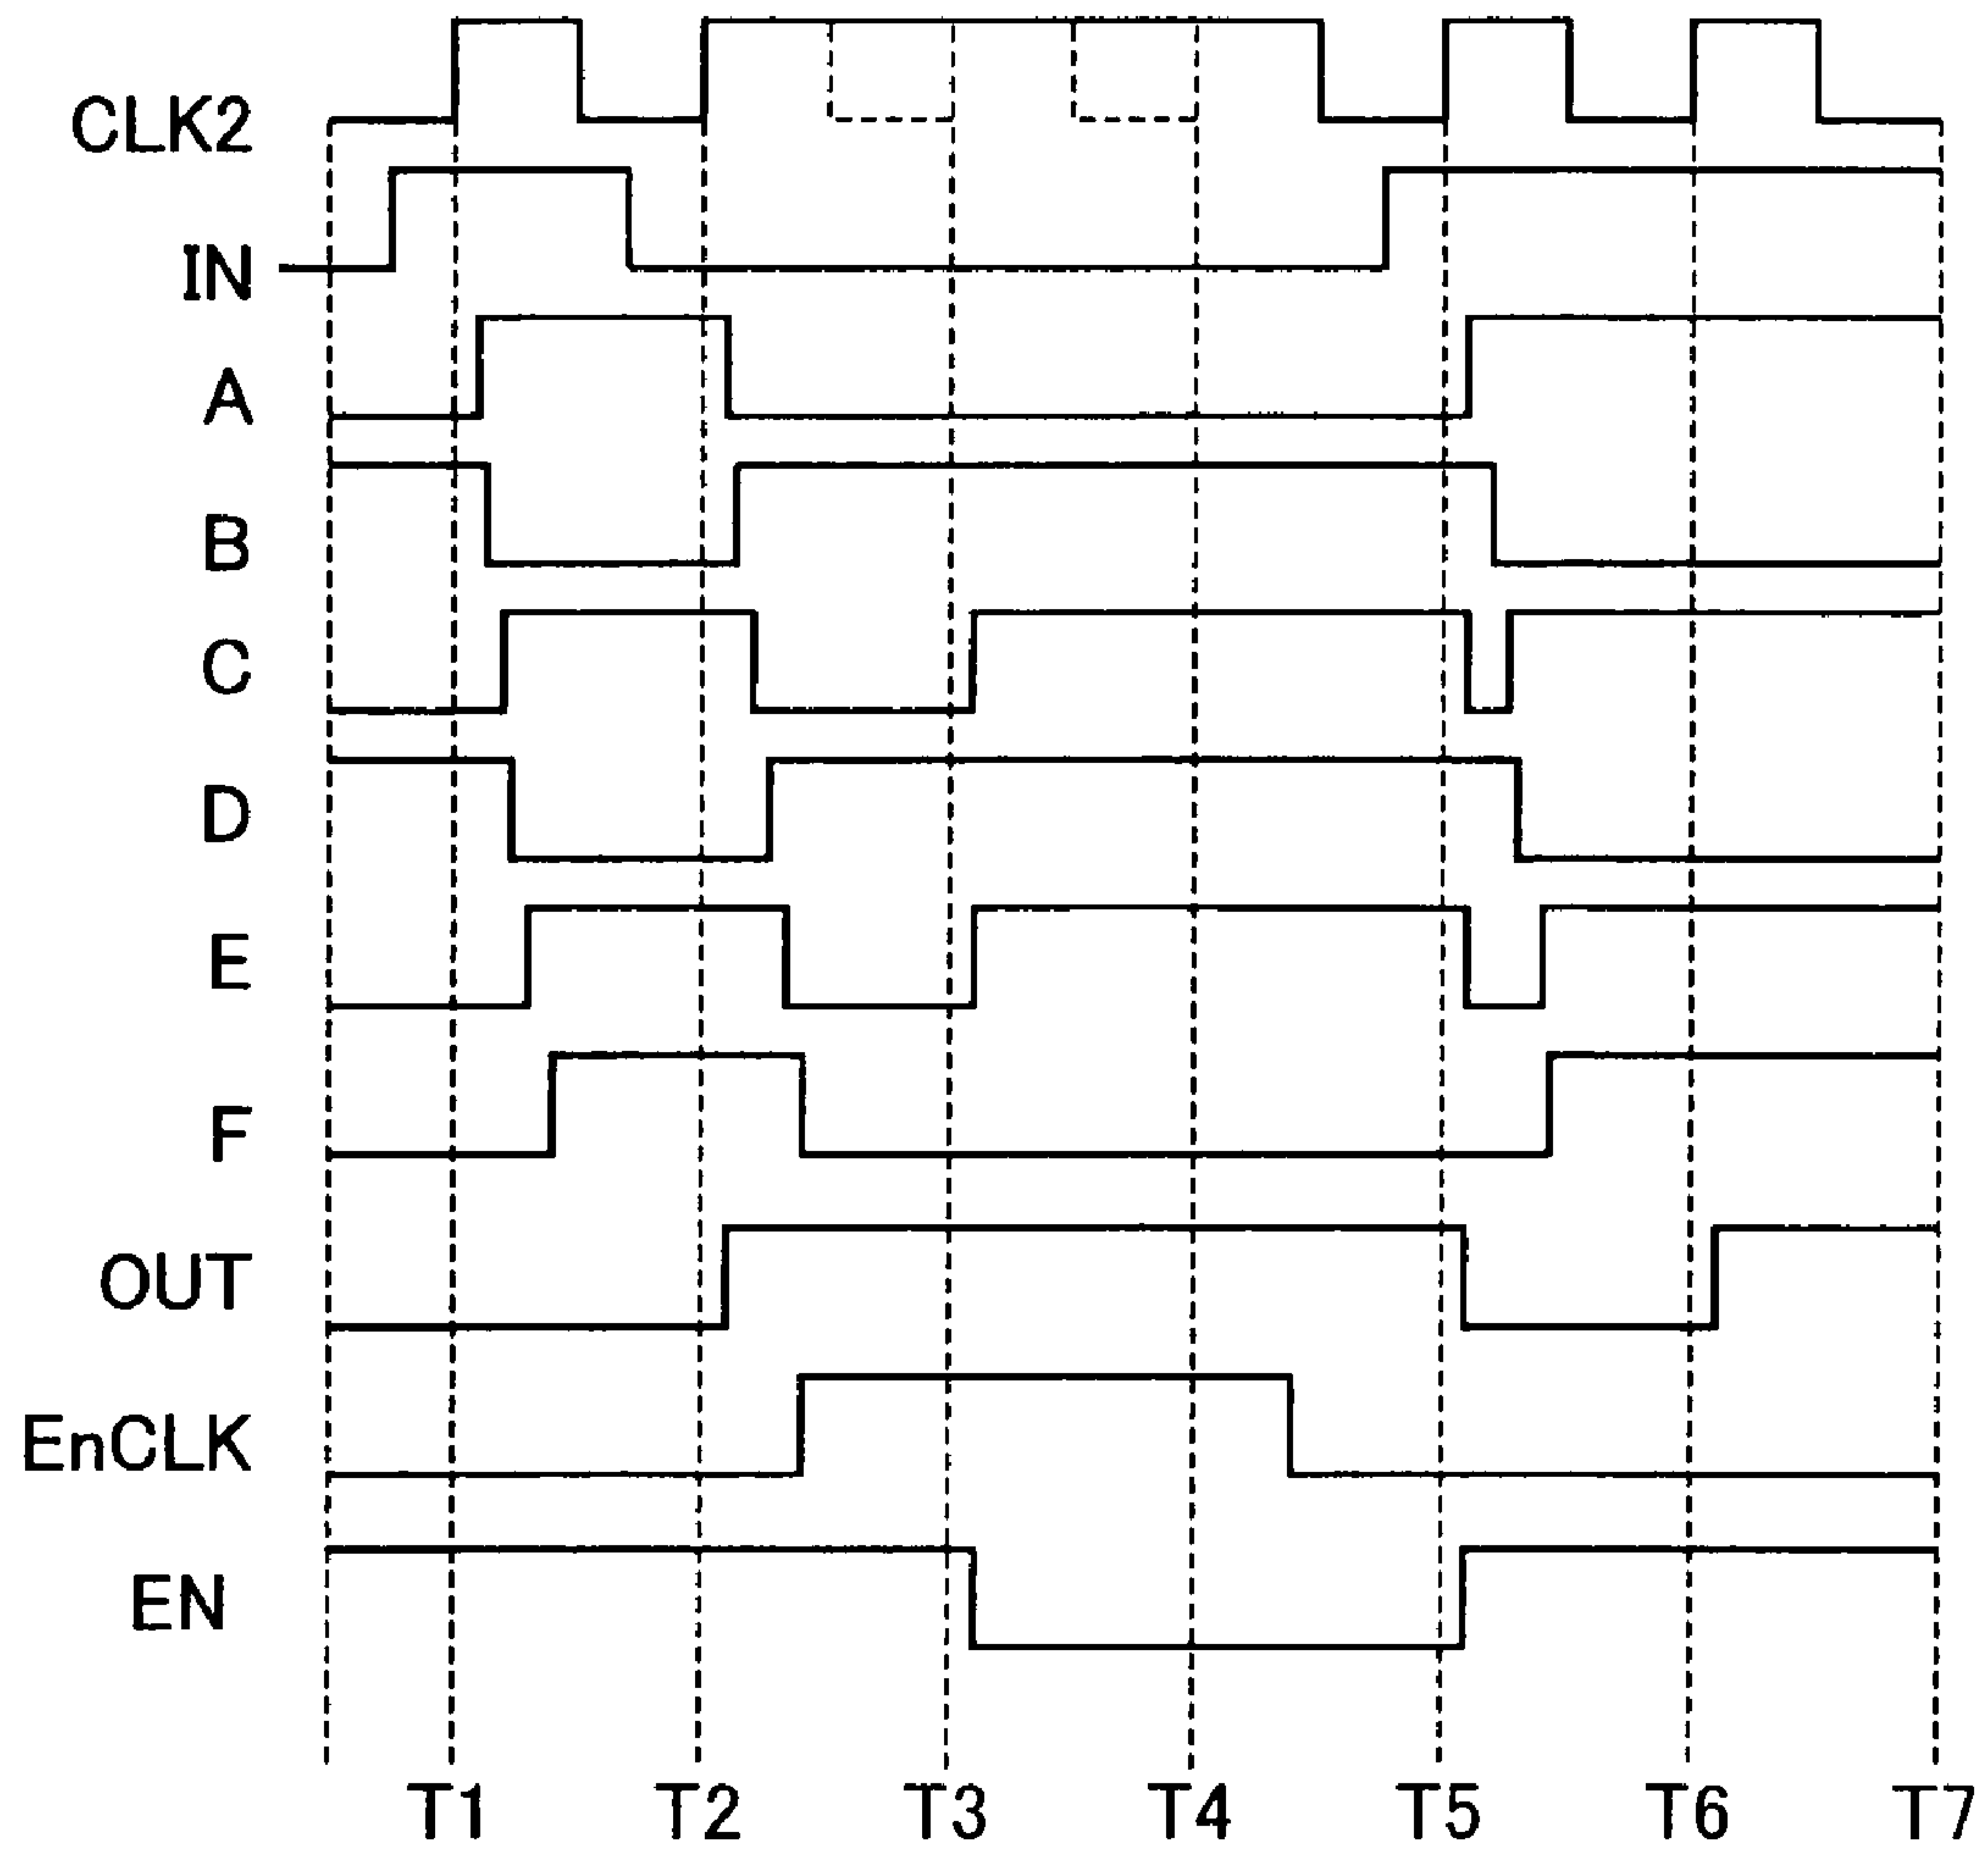 CLK2
IN
A
B
C
D
E
F
OUT
EnCLK
EN
T1 T2 T3 T4 T5 T6 T7